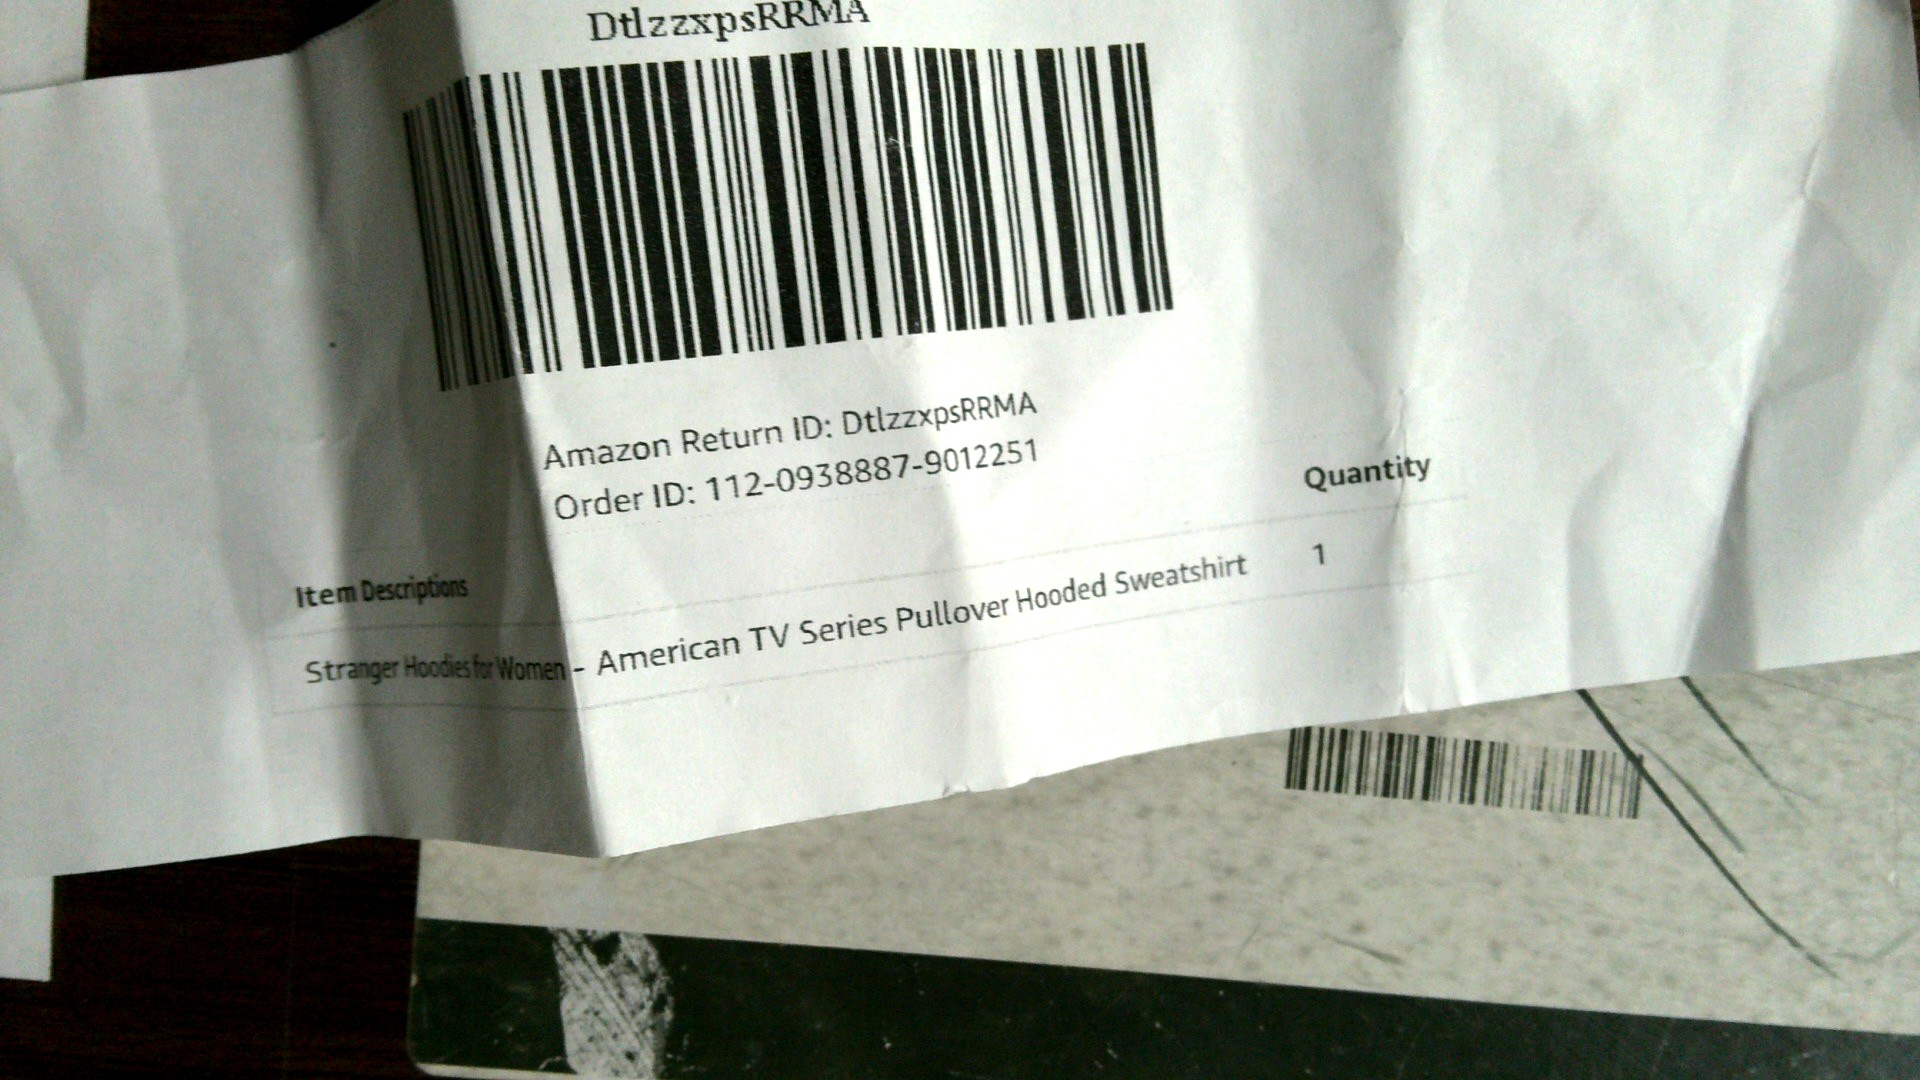 DtlzzxpsRRMA
Amazon Return ID: DtlzzxpsRRMA
Order ID: 112-0938887-9012251
Item Descriptions Quantity
Stranger Hoodies for Women - American TV Series Pullover Hooded Sweatshirt 1